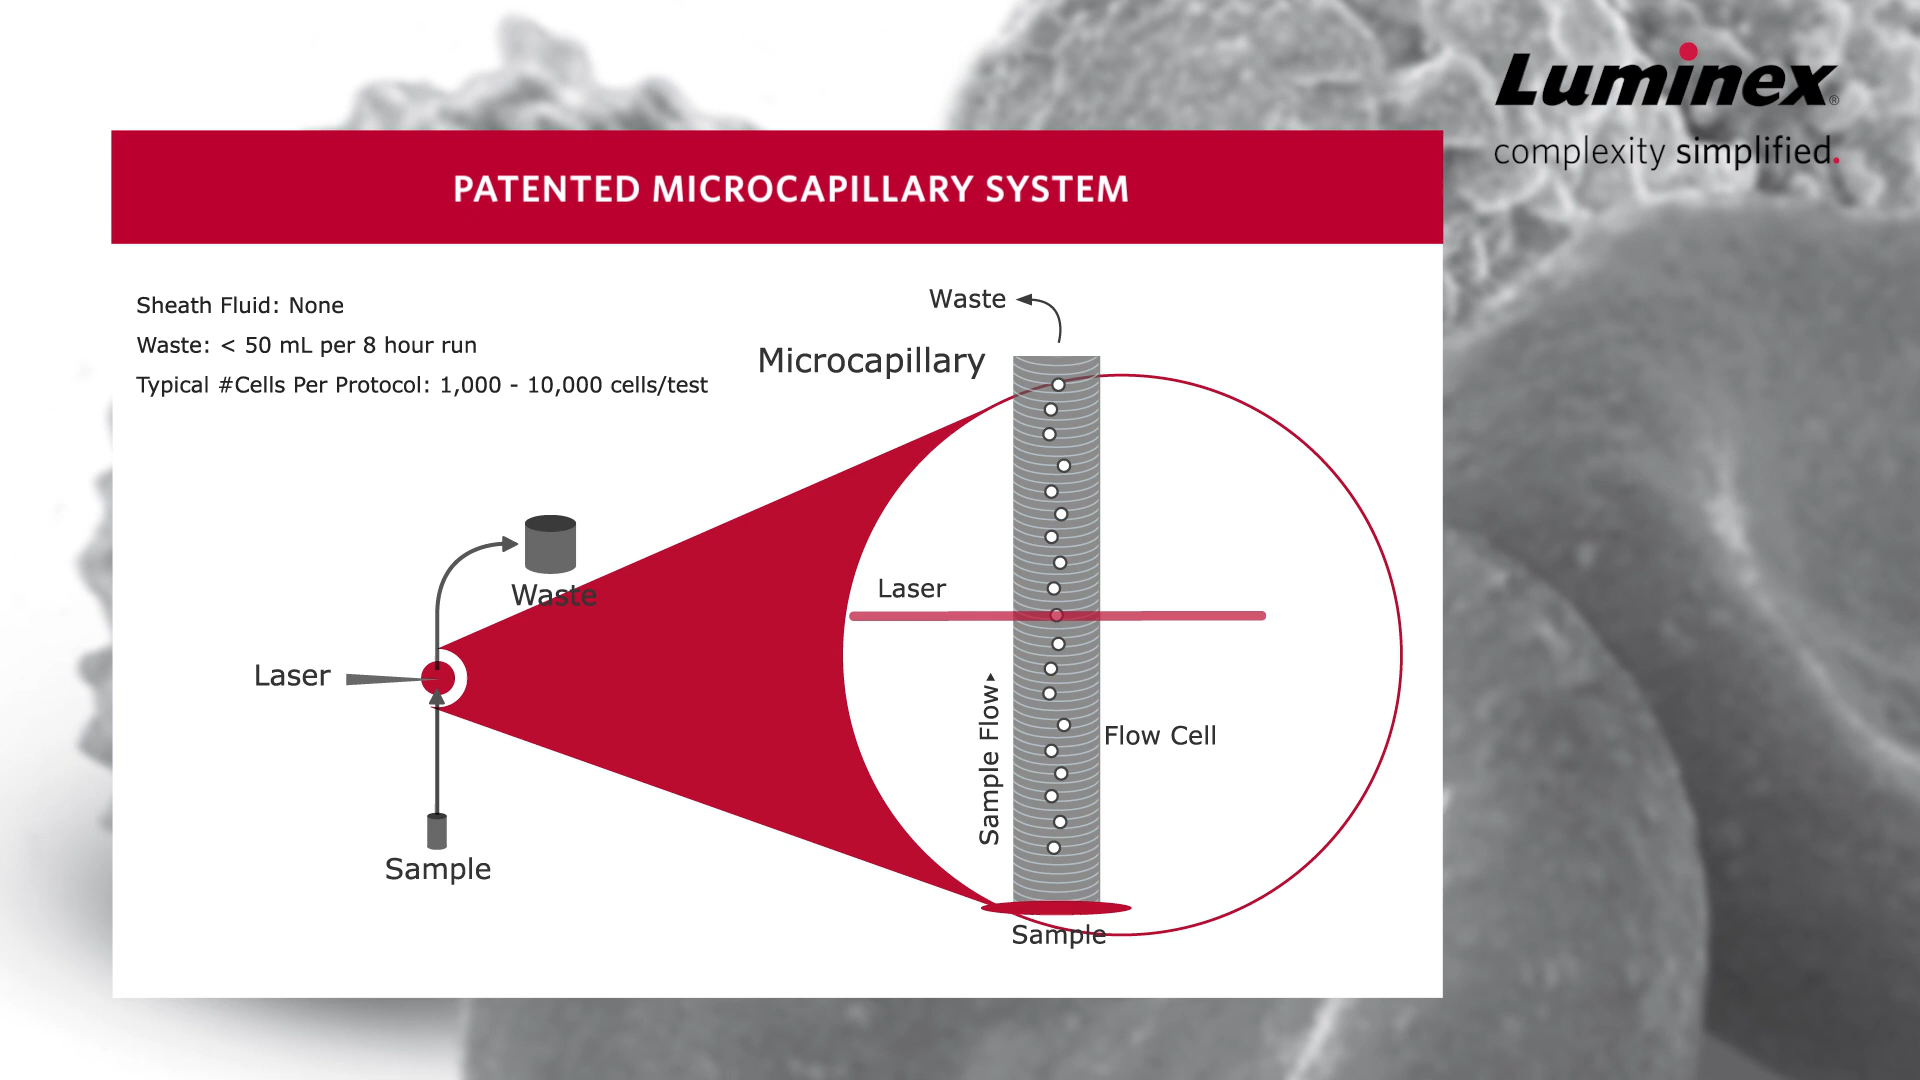 Luminex®
complexity simplified.
PATENTED MICROCAPILLARY SYSTEM
Sheath Fluid: None
Waste: < 50 mL per 8 hour run
Typical #Cells Per Protocol: 1,000 - 10,000 cells/test
Waste
Microcapillary
Laser
Sample Flow
Flow Cell
Sample
Waste
Laser
Sample